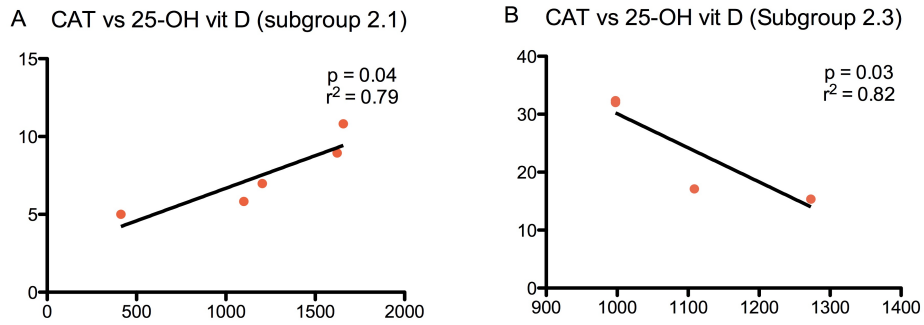 A CAT vs 25-OH vit D (subgroup 2.1)
p = 0.04
r² = 0.79
15
10
5
0
0 500 1000 1500 2000
B CAT vs 25-OH vit D (Subgroup 2.3)
p = 0.03
r² = 0.82
40
30
20
10
0
900 1000 1100 1200 1300 1400